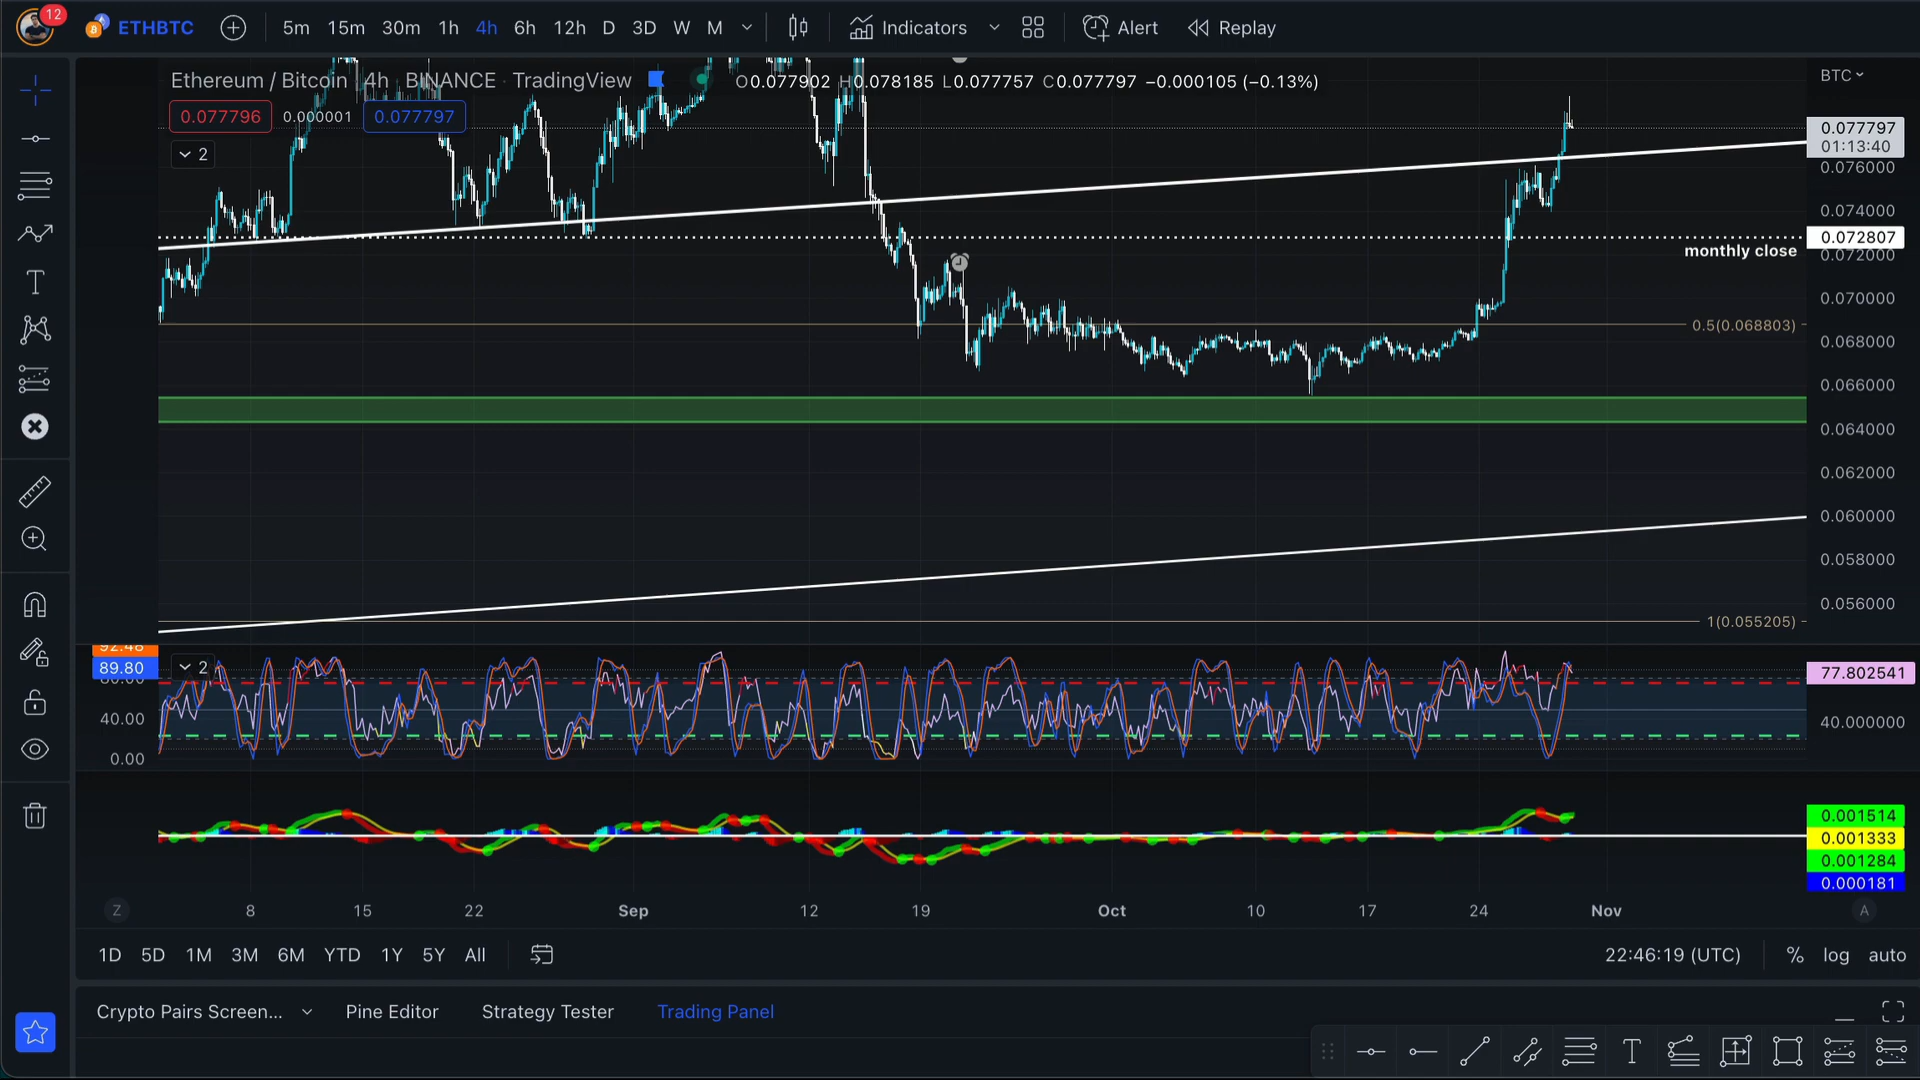 12
ETHBTC
5m 15m 30m 1h 4h 6h 12h D 3D W M
Indicators
Alert
Replay
Ethereum / Bitcoin · 4h · BINANCE · TradingView
O0.077902 H0.078185 L0.077757 C0.077797 −0.000105 (−0.13%)
BTC
0.077796 0.000001 0.077797
2
0.077797
01:13:40
0.076000
0.074000
0.072807
monthly close
0.072000
0.070000
0.5(0.068803)
0.068000
0.066000
0.064000
0.062000
0.060000
0.058000
0.056000
1(0.055205)
92.48
89.80
80.00
2
77.802541
40.00
40.000000
0.00
0.001514
0.001333
0.001284
0.000181
Z 8 15 22 Sep 12 19 Oct 10 17 24 Nov A
1D 5D 1M 3M 6M YTD 1Y 5Y All
22:46:19 (UTC) % log auto
Crypto Pairs Screen... Pine Editor Strategy Tester Trading Panel